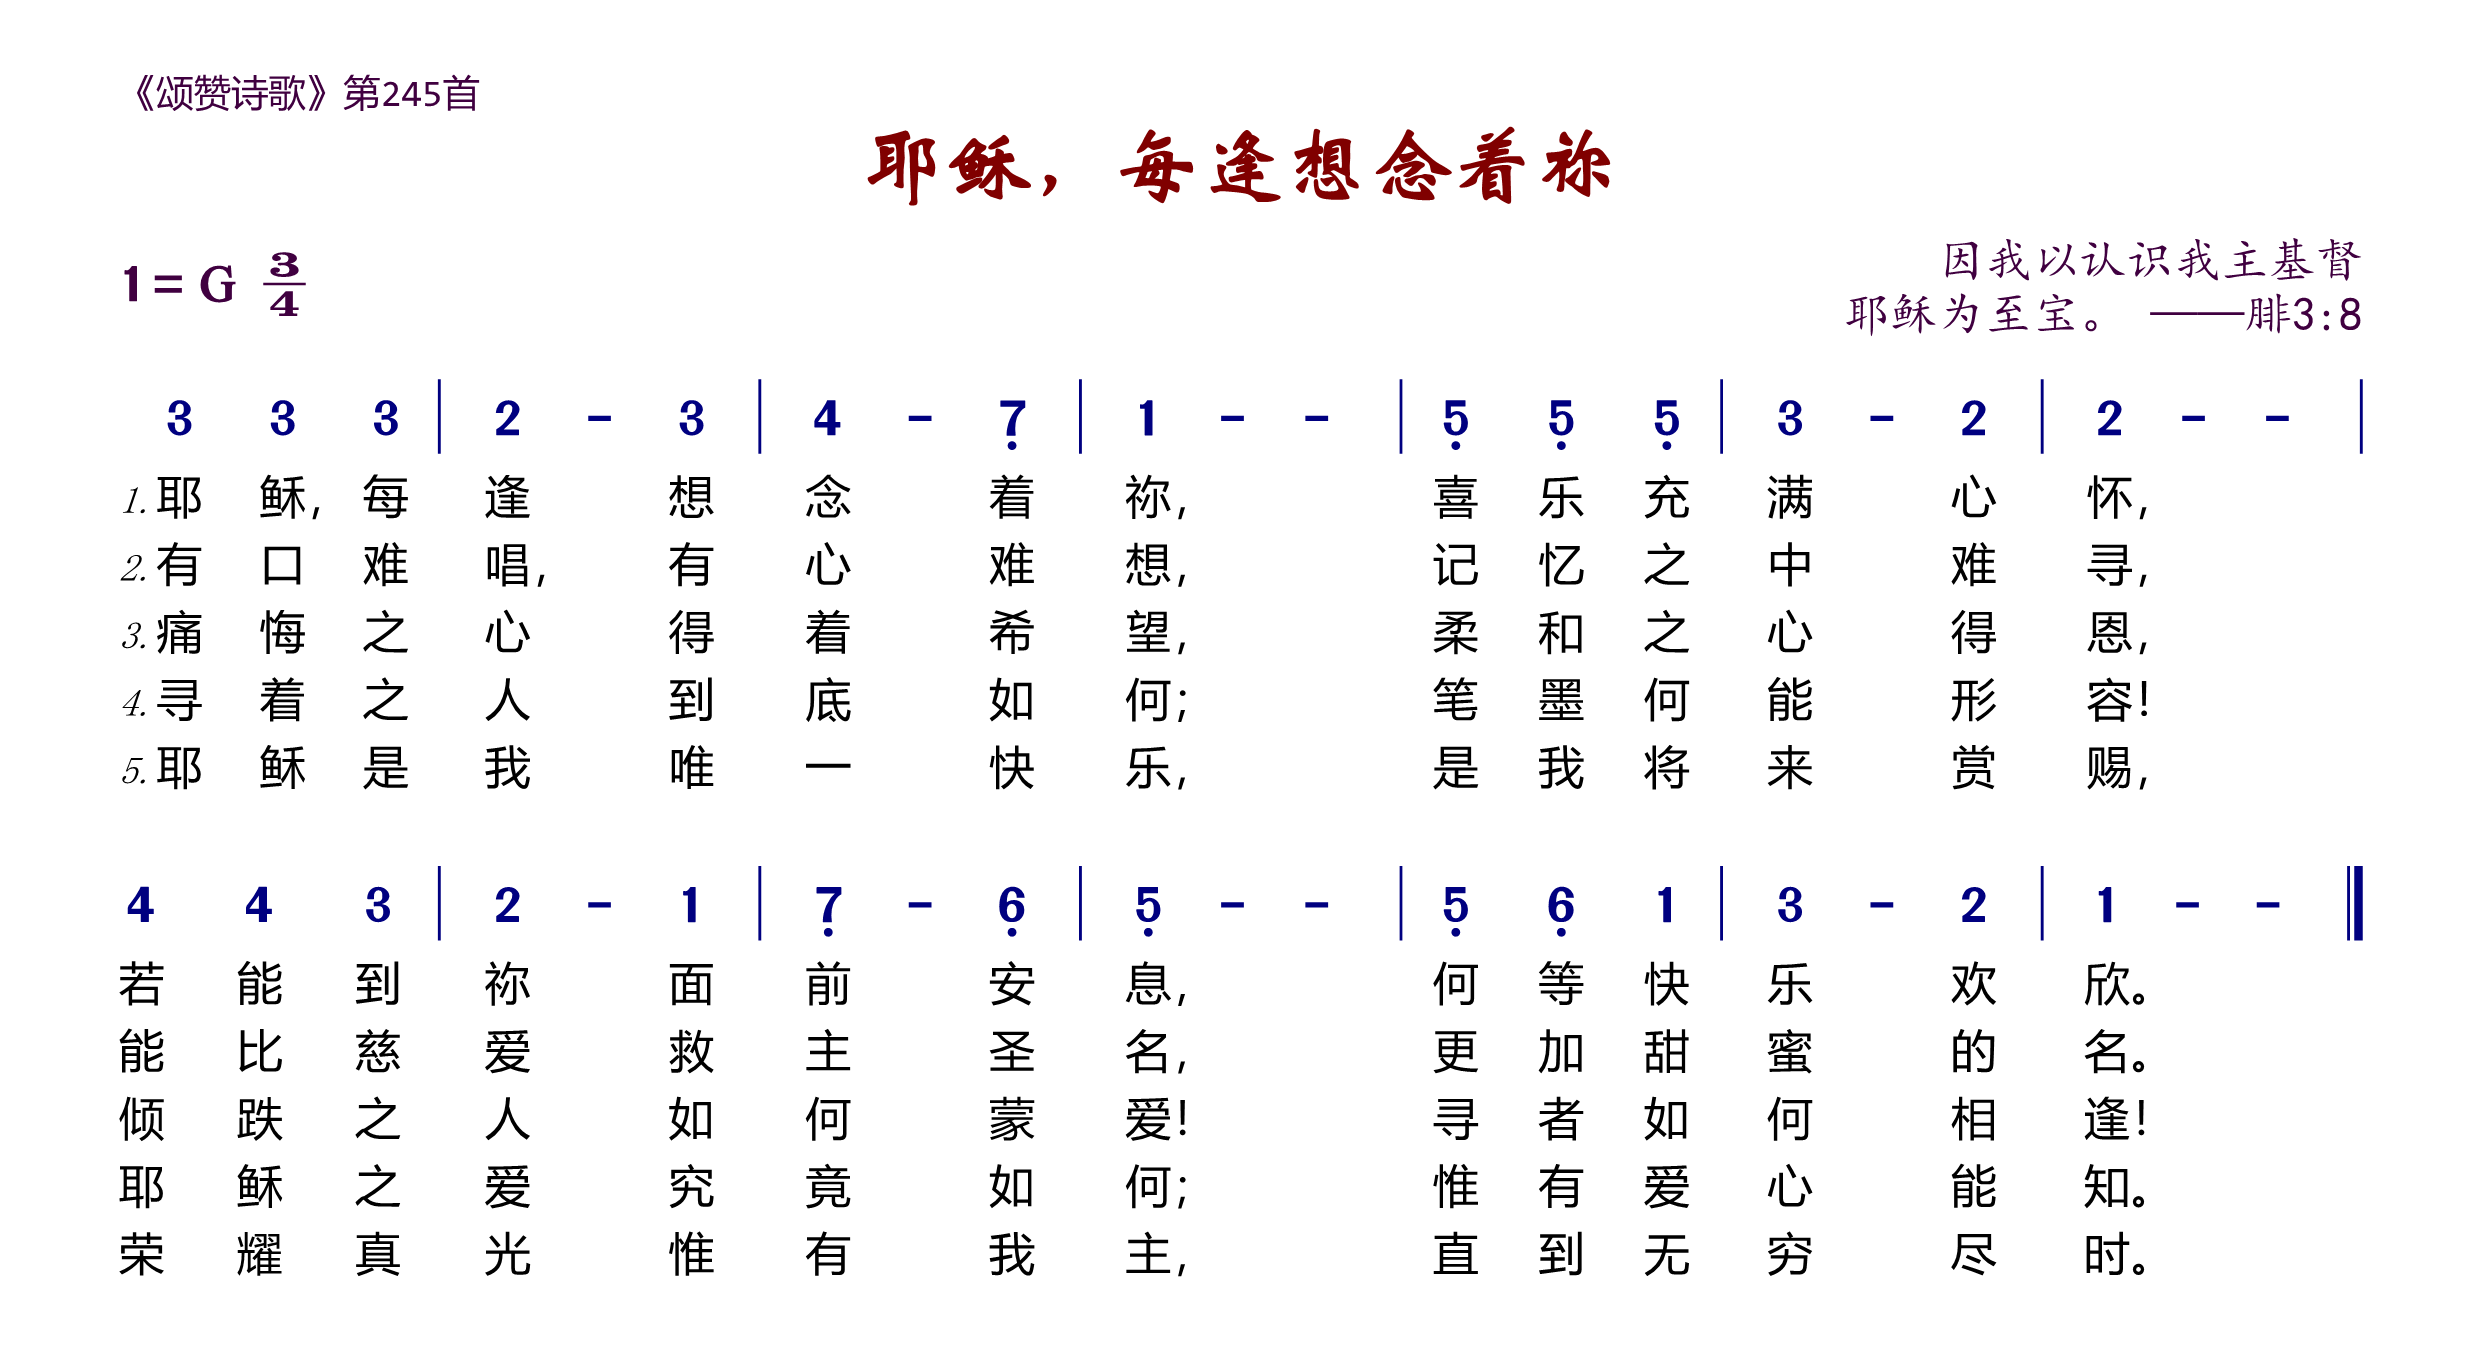 《颂赞诗歌》第245首
耶稣，每逢想念着祢
1= G 3/4
因我以认识我主基督
耶稣为至宝。 ——腓3:8
3 3 3 | 2 - 3 | 4 - 7̣ | 1 - - | 5̣ 5̣ 5̣ | 3 - 2 | 2 - - |
1. 耶稣，每逢想念着祢，喜乐充满心怀，
2. 有口难唱，有心难想，记忆之中难寻，
3. 痛悔之心得着希望，柔和之心得恩，
4. 寻着之人到底如何；笔墨何能形容！
5. 耶稣是我唯一快乐，是我将来赏赐，
4 4 3 | 2 - 1 | 7̣ - 6̣ | 5̣ - - | 5̣ 6̣ 1 | 3 - 2 | 1 - - ‖
若能到祢面前安息，何等快乐欢欣。
能比慈爱救主圣名，更加甜蜜的名。
倾跌之人如何蒙爱！寻者如何相逢！
耶稣之爱究竟如何；惟有爱心能知。
荣耀真光惟有我主，直到无穷尽时。